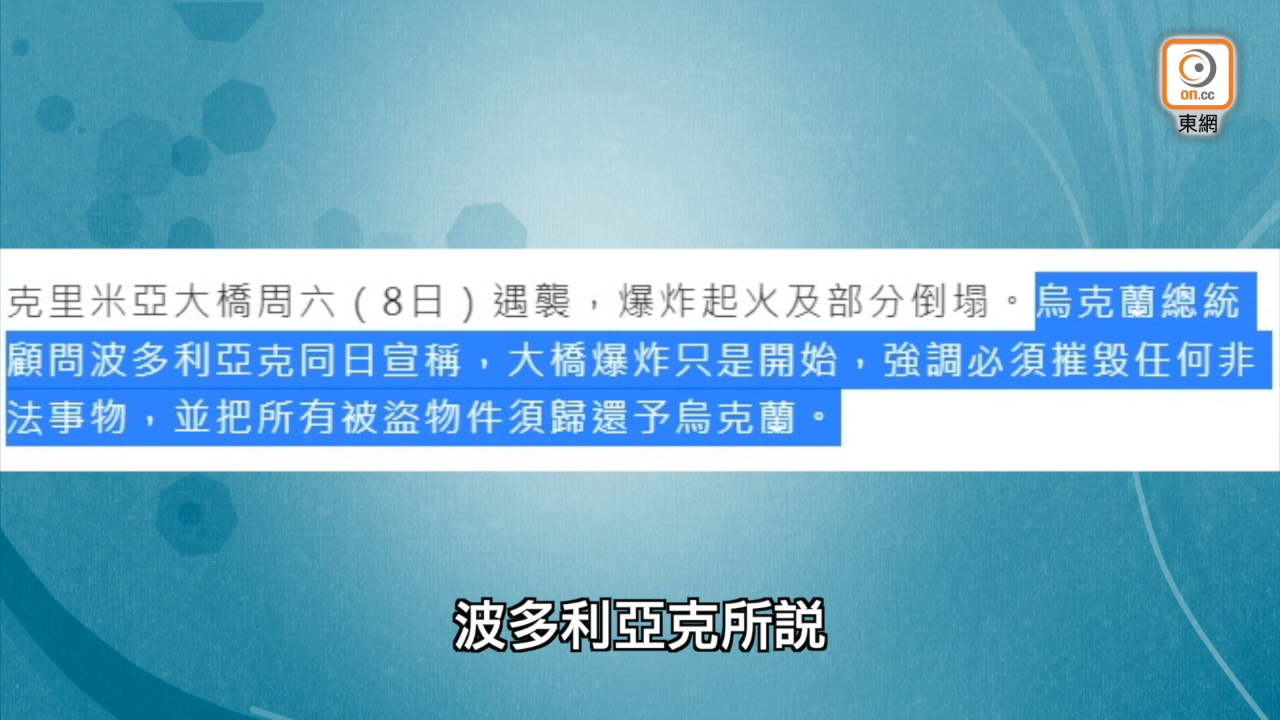 on.cc
東網
克里米亞大橋周六(8日)遇襲，爆炸起火及部分倒塌。烏克蘭總統
顧問波多利亞克同日宣稱，大橋爆炸只是開始，強調必須摧毀任何非
法事物，並把所有被盜物件須歸還予烏克蘭。
波多利亞克所説